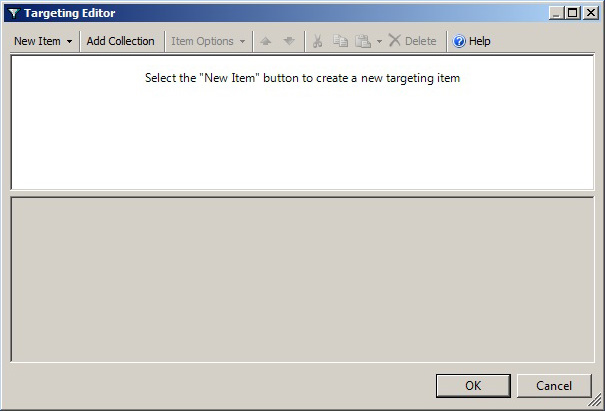 Targeting Editor
New Item Add Collection Item Options Delete Help
Select the "New Item" button to create a new targeting item
OK Cancel